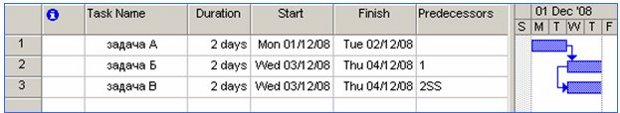 Task Name Duration Start Finish Predecessors 01 Dec '08
S M T W T F
1 задача А 2 days Mon 01/12/08 Tue 02/12/08
2 задача Б 2 days Wed 03/12/08 Thu 04/12/08 1
3 задача В 2 days Wed 03/12/08 Thu 04/12/08 2SS